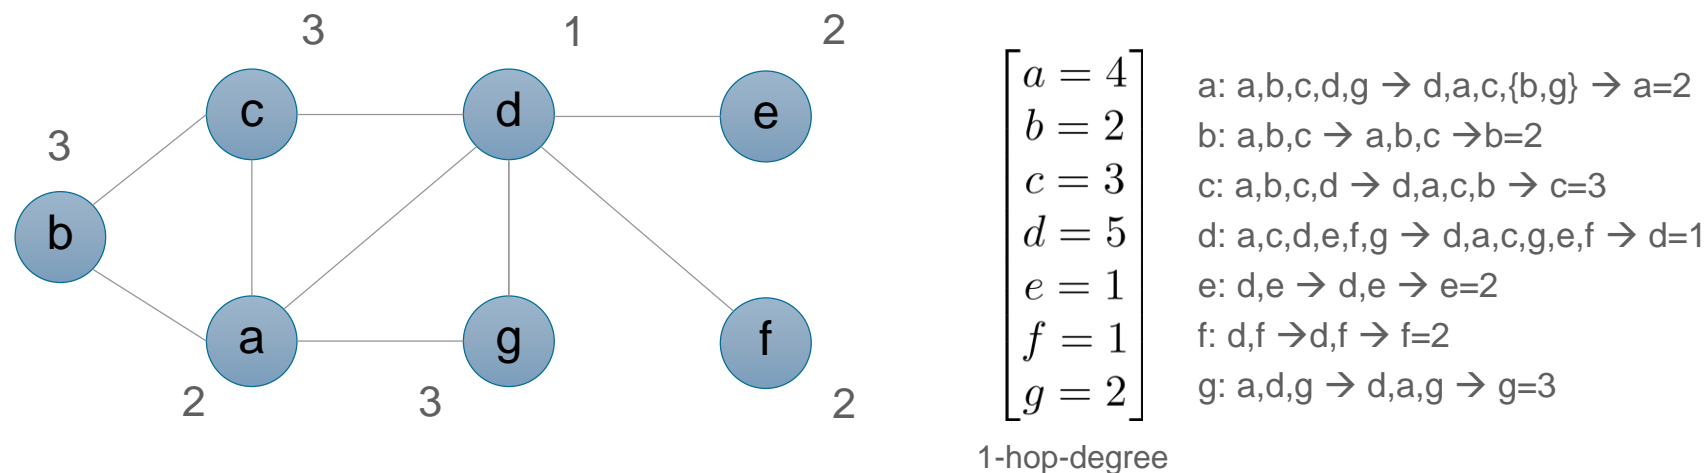 3
1
2
c
d
e
3
b
a
g
f
2
3
2
a = 4
b = 2
c = 3
d = 5
e = 1
f = 1
g = 2
1-hop-degree
a: a,b,c,d,g → d,a,c,{b,g} → a=2
b: a,b,c → a,b,c →b=2
c: a,b,c,d → d,a,c,b → c=3
d: a,c,d,e,f,g → d,a,c,g,e,f → d=1
e: d,e → d,e → e=2
f: d,f →d,f → f=2
g: a,d,g → d,a,g → g=3